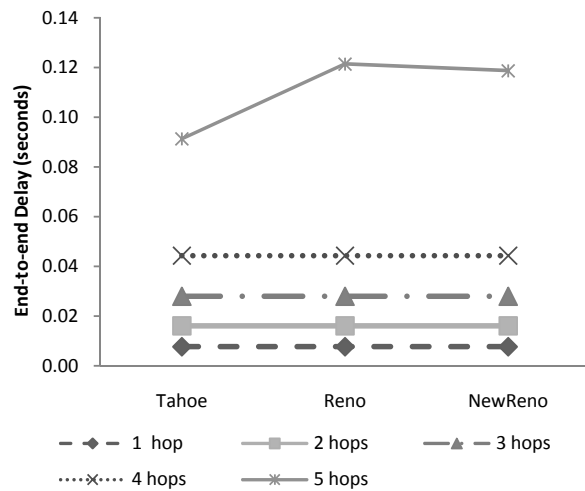 0.14
0.12
0.10
0.08
0.06
0.04
0.02
0.00
End-to-end Delay (seconds)
Tahoe Reno NewReno
1 hop 2 hops 3 hops
4 hops 5 hops